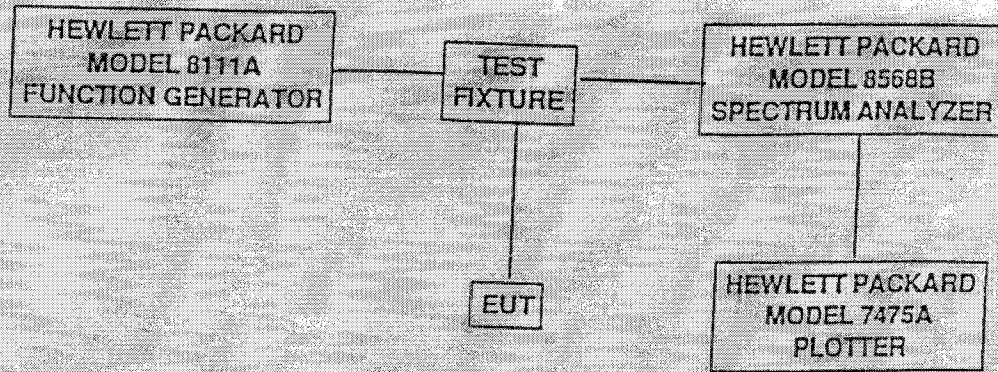 HEWLETT PACKARD
MODEL 8111A
FUNCTION GENERATOR
TEST
FIXTURE
HEWLETT PACKARD
MODEL 8568B
SPECTRUM ANALYZER
EUT
HEWLETT PACKARD
MODEL 7475A
PLOTTER